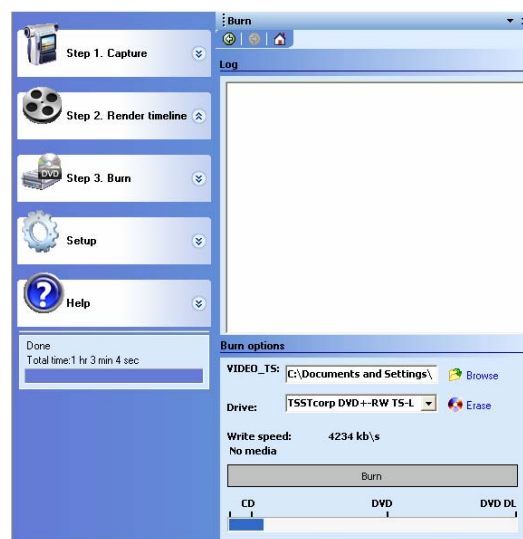 Step 1. Capture
Step 2. Render timeline
DVD
Step 3. Burn
Setup
Help
Done
Total time:1 hr 3 min 4 sec
Burn
Log
Burn options
VIDEO_TS: C:\Documents and Settings\ Browse
Drive: TSSTcorp DVD+-RW TS-L Erase
Write speed: 4234 kb\s
No media
Burn
CD DVD DVD DL